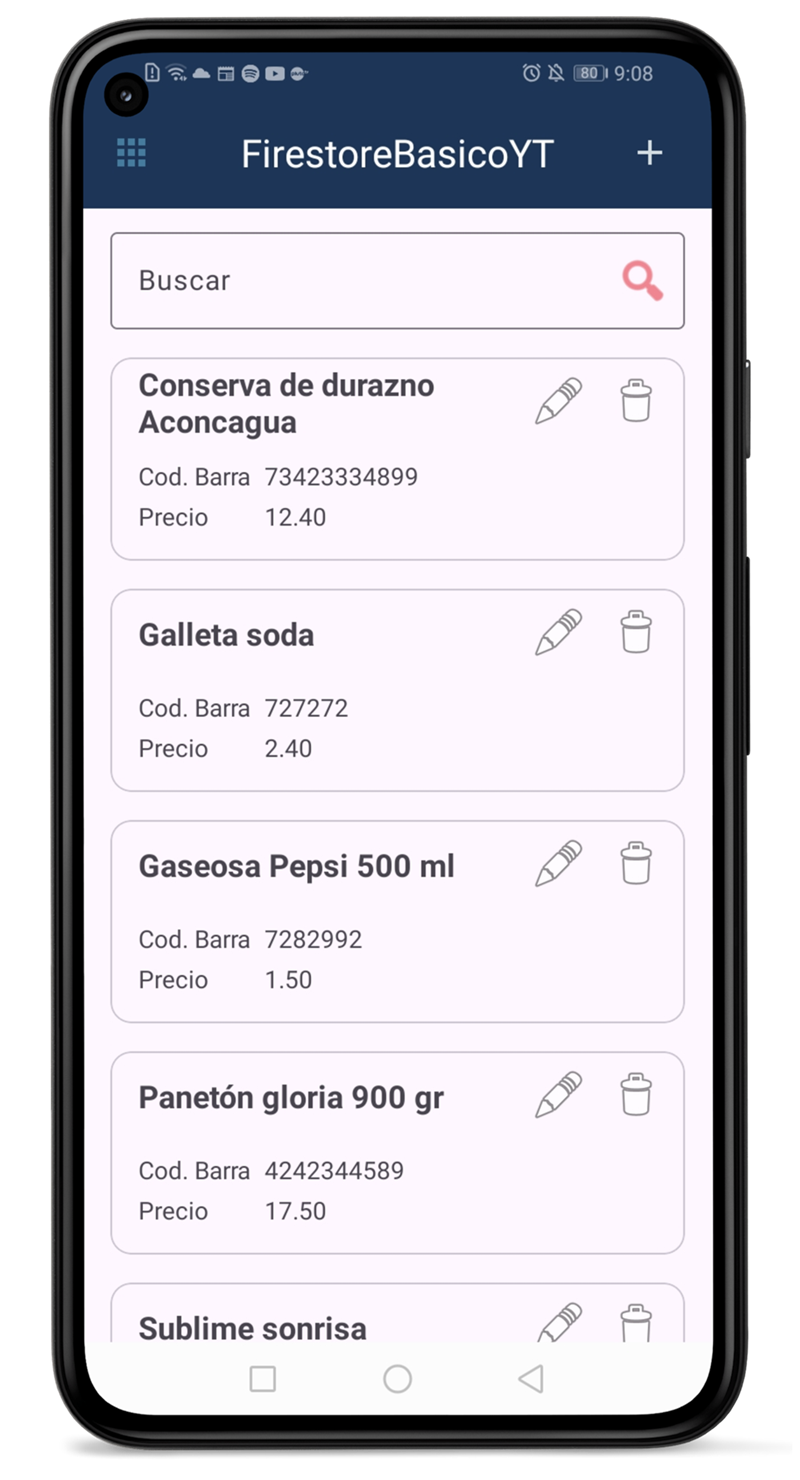 80 9:08
FirestoreBasicoYT +
Buscar
Conserva de durazno
Aconcagua
Cod. Barra 73423334899
Precio 12.40
Galleta soda
Cod. Barra 727272
Precio 2.40
Gaseosa Pepsi 500 ml
Cod. Barra 7282992
Precio 1.50
Panetón gloria 900 gr
Cod. Barra 4242344589
Precio 17.50
Sublime sonrisa